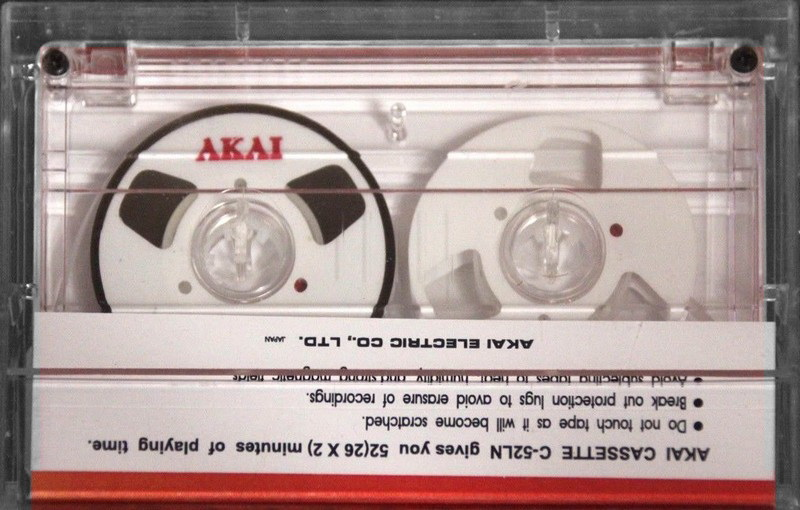 AKAI
AKAI CASSETTE C-52LN gives you 52(26 X 2) minutes of playing time.
● Do not touch tape as it will become scratched.
● Break out protection lugs to avoid erasure of recordings.
● Avoid subjecting tapes to heat, humidity, and strong magnetic fields
AKAI ELECTRIC CO., LTD. JAPAN